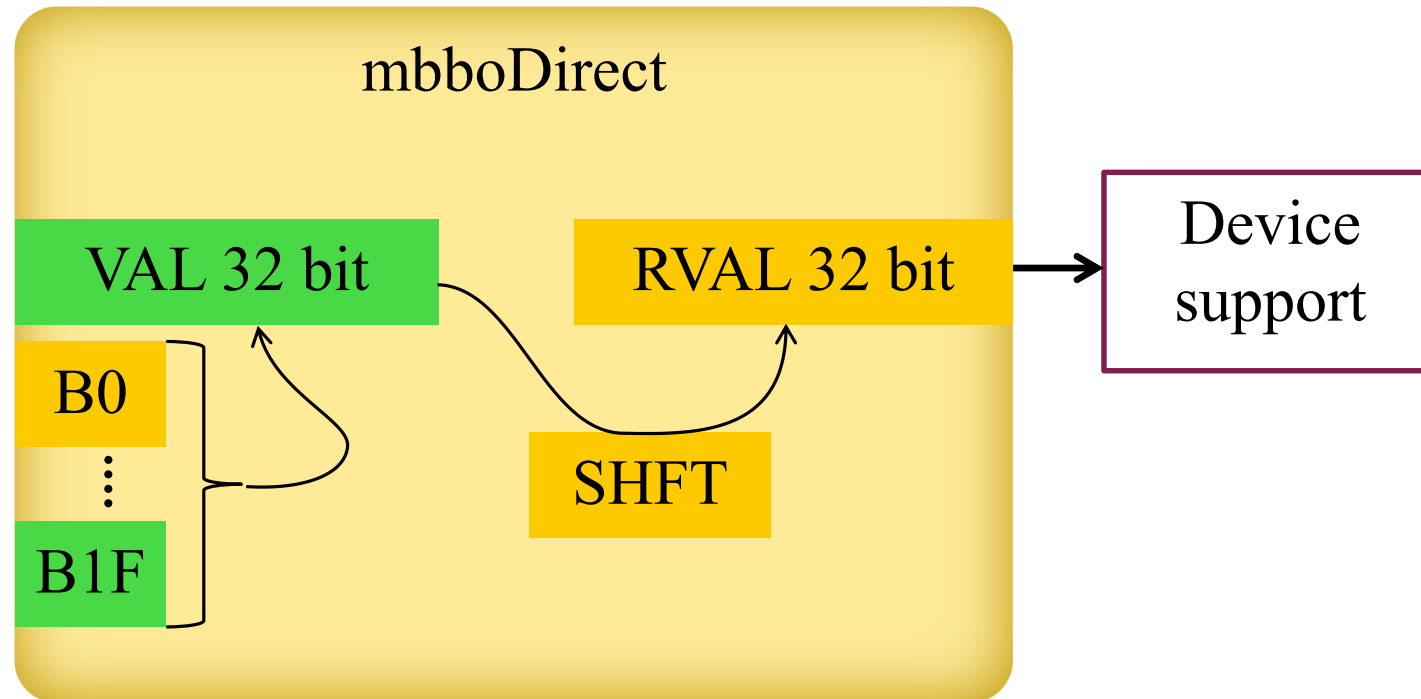 mbboDirect
VAL 32 bit
RVAL 32 bit
Device
support
B0
SHFT
B1F